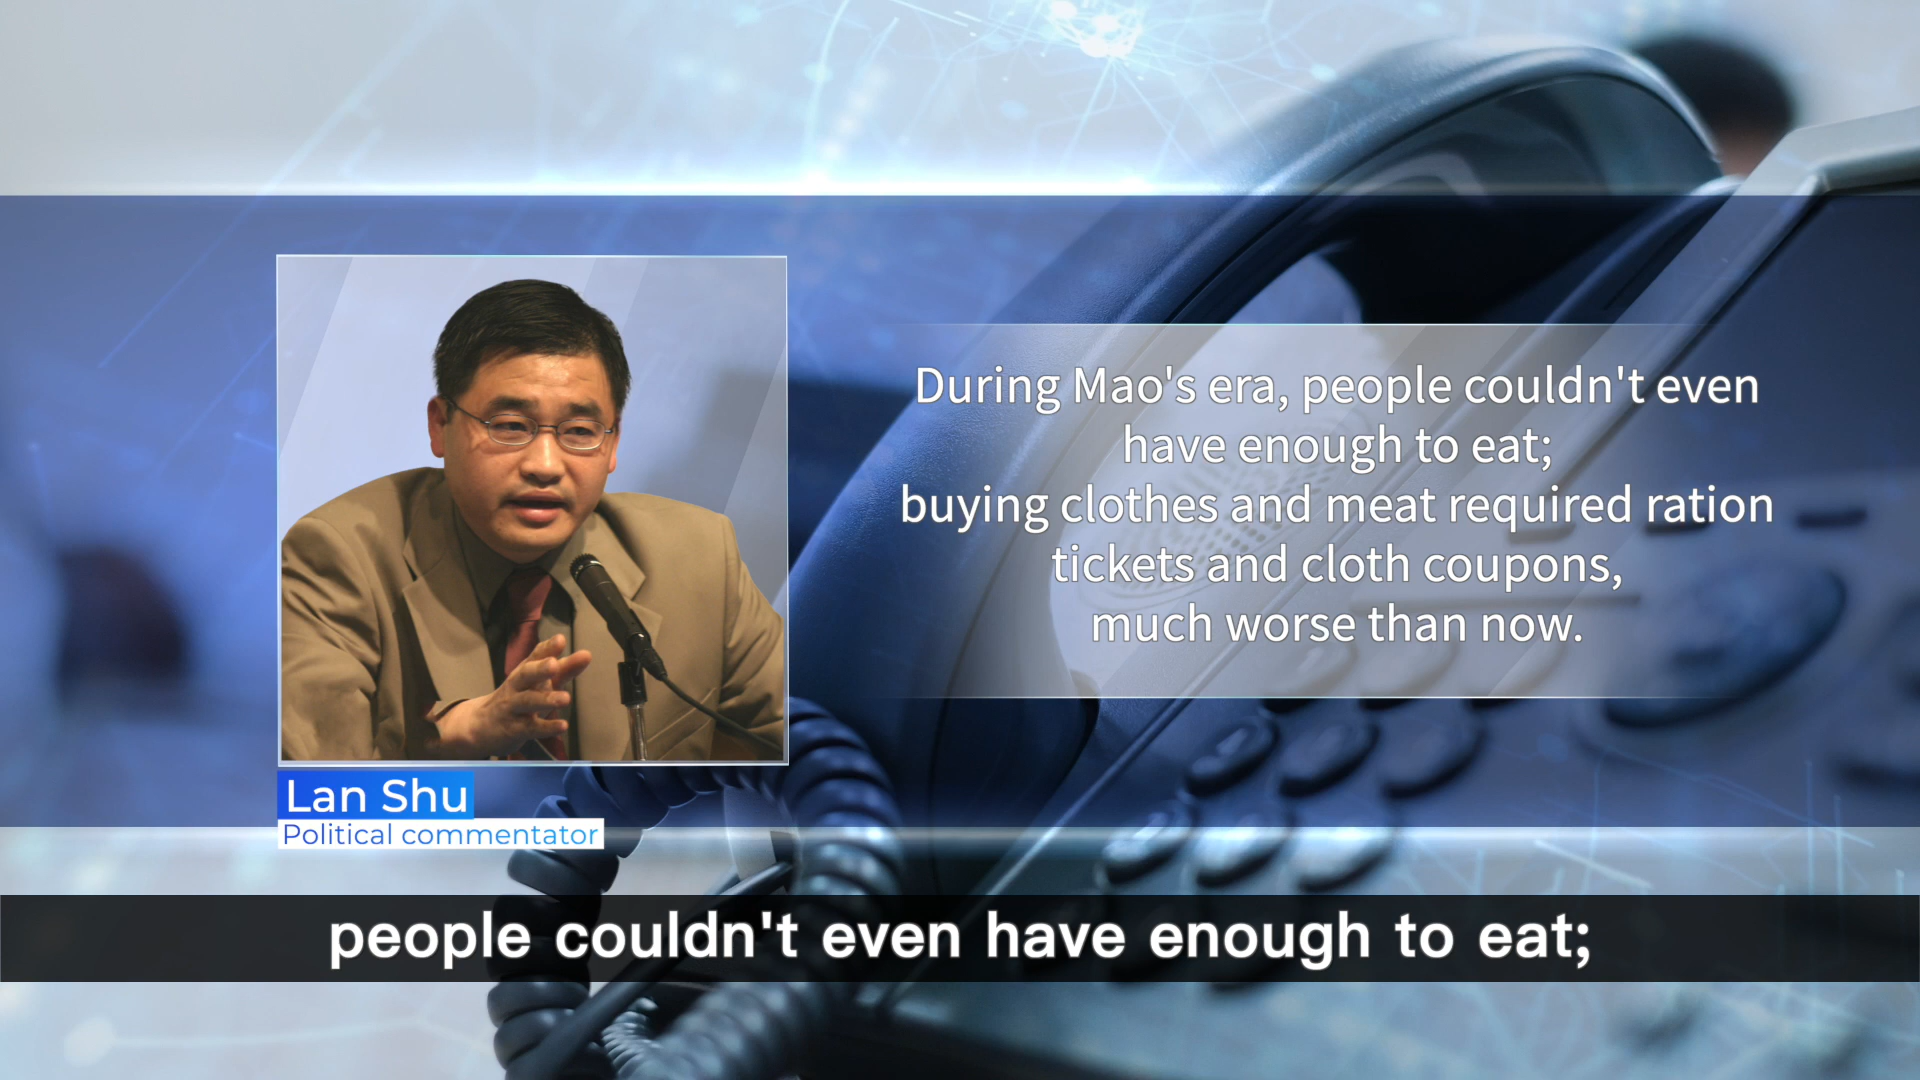 During Mao's era, people couldn't even
have enough to eat;
buying clothes and meat required ration
tickets and cloth coupons,
much worse than now.
Lan Shu
Political commentator
people couldn't even have enough to eat;